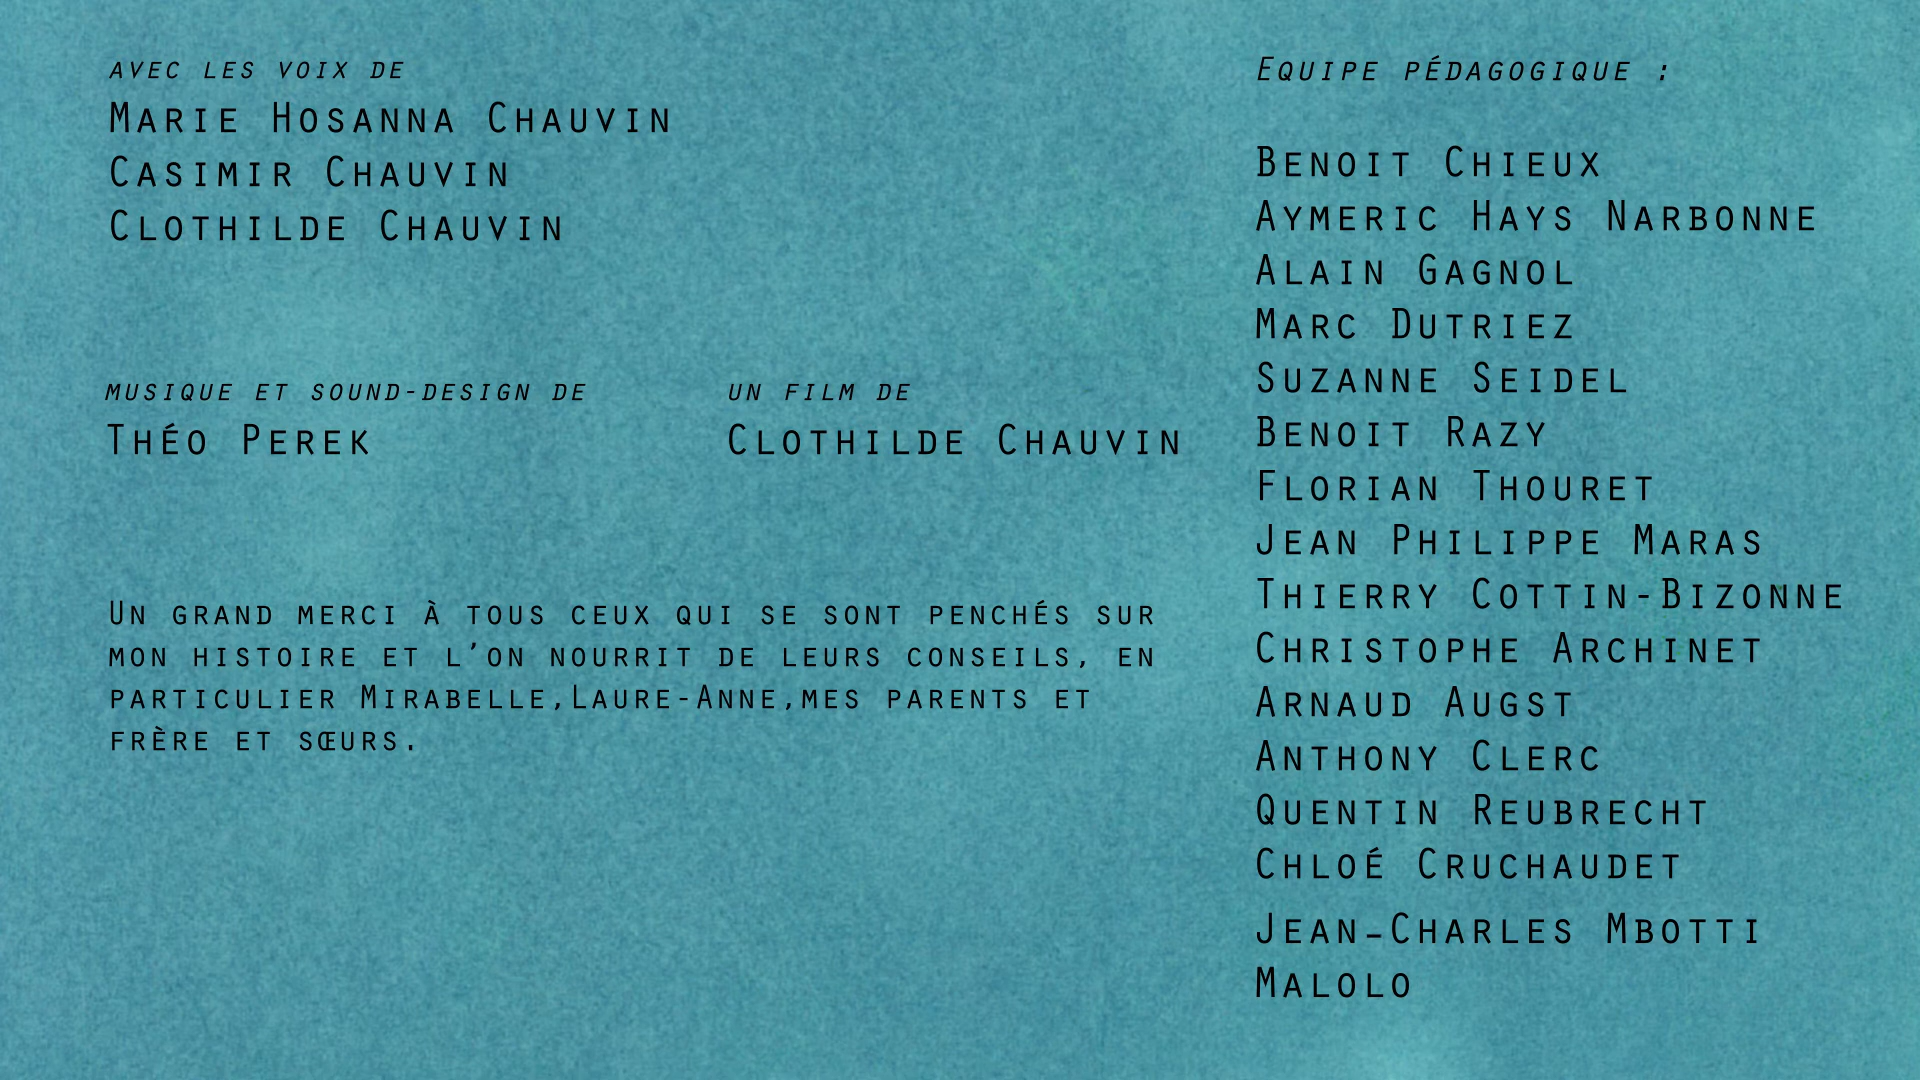 AVEC LES VOIX DE
MARIE HOSANNA CHAUVIN
CASIMIR CHAUVIN
CLOTHILDE CHAUVIN
MUSIQUE ET SOUND-DESIGN DE
THÉO PEREK
UN FILM DE
CLOTHILDE CHAUVIN
UN GRAND MERCI À TOUS CEUX QUI SE SONT PENCHÉS SUR
MON HISTOIRE ET L'ON NOURRIT DE LEURS CONSEILS, EN
PARTICULIER MIRABELLE,LAURE-ANNE,MES PARENTS ET
FRÈRE ET SŒURS.
EQUIPE PÉDAGOGIQUE :
BENOIT CHIEUX
AYMERIC HAYS NARBONNE
ALAIN GAGNOL
MARC DUTRIEZ
SUZANNE SEIDEL
BENOIT RAZY
FLORIAN THOURET
JEAN PHILIPPE MARAS
THIERRY COTTIN-BIZONNE
CHRISTOPHE ARCHINET
ARNAUD AUGST
ANTHONY CLERC
QUENTIN REUBRECHT
CHLOÉ CRUCHAUDET
JEAN-CHARLES MBOTTI
MALOLO